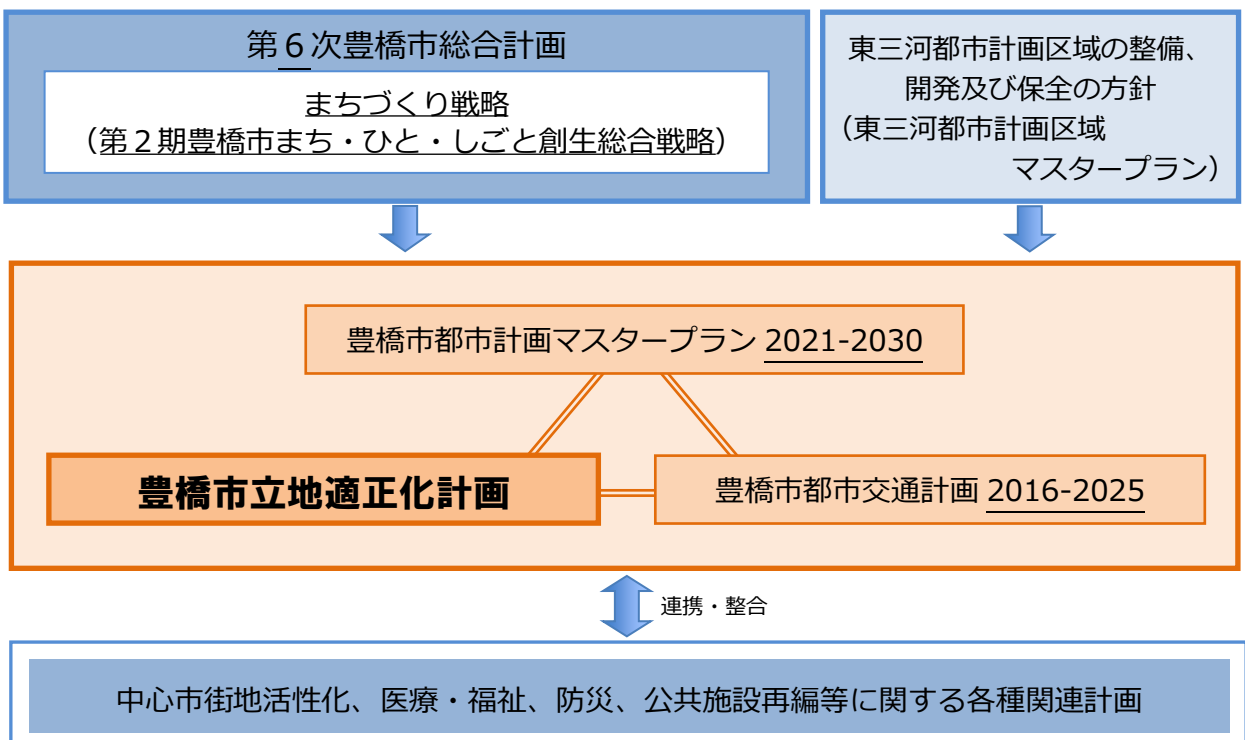 第６次豊橋市総合計画
まちづくり戦略
（第２期豊橋市まち・ひと・しごと創生総合戦略）
東三河都市計画区域の整備、
開発及び保全の方針
（東三河都市計画区域
マスタープラン）
豊橋市都市計画マスタープラン 2021-2030
豊橋市立地適正化計画
豊橋市都市交通計画 2016-2025
連携・整合
中心市街地活性化、医療・福祉、防災、公共施設再編等に関する各種関連計画